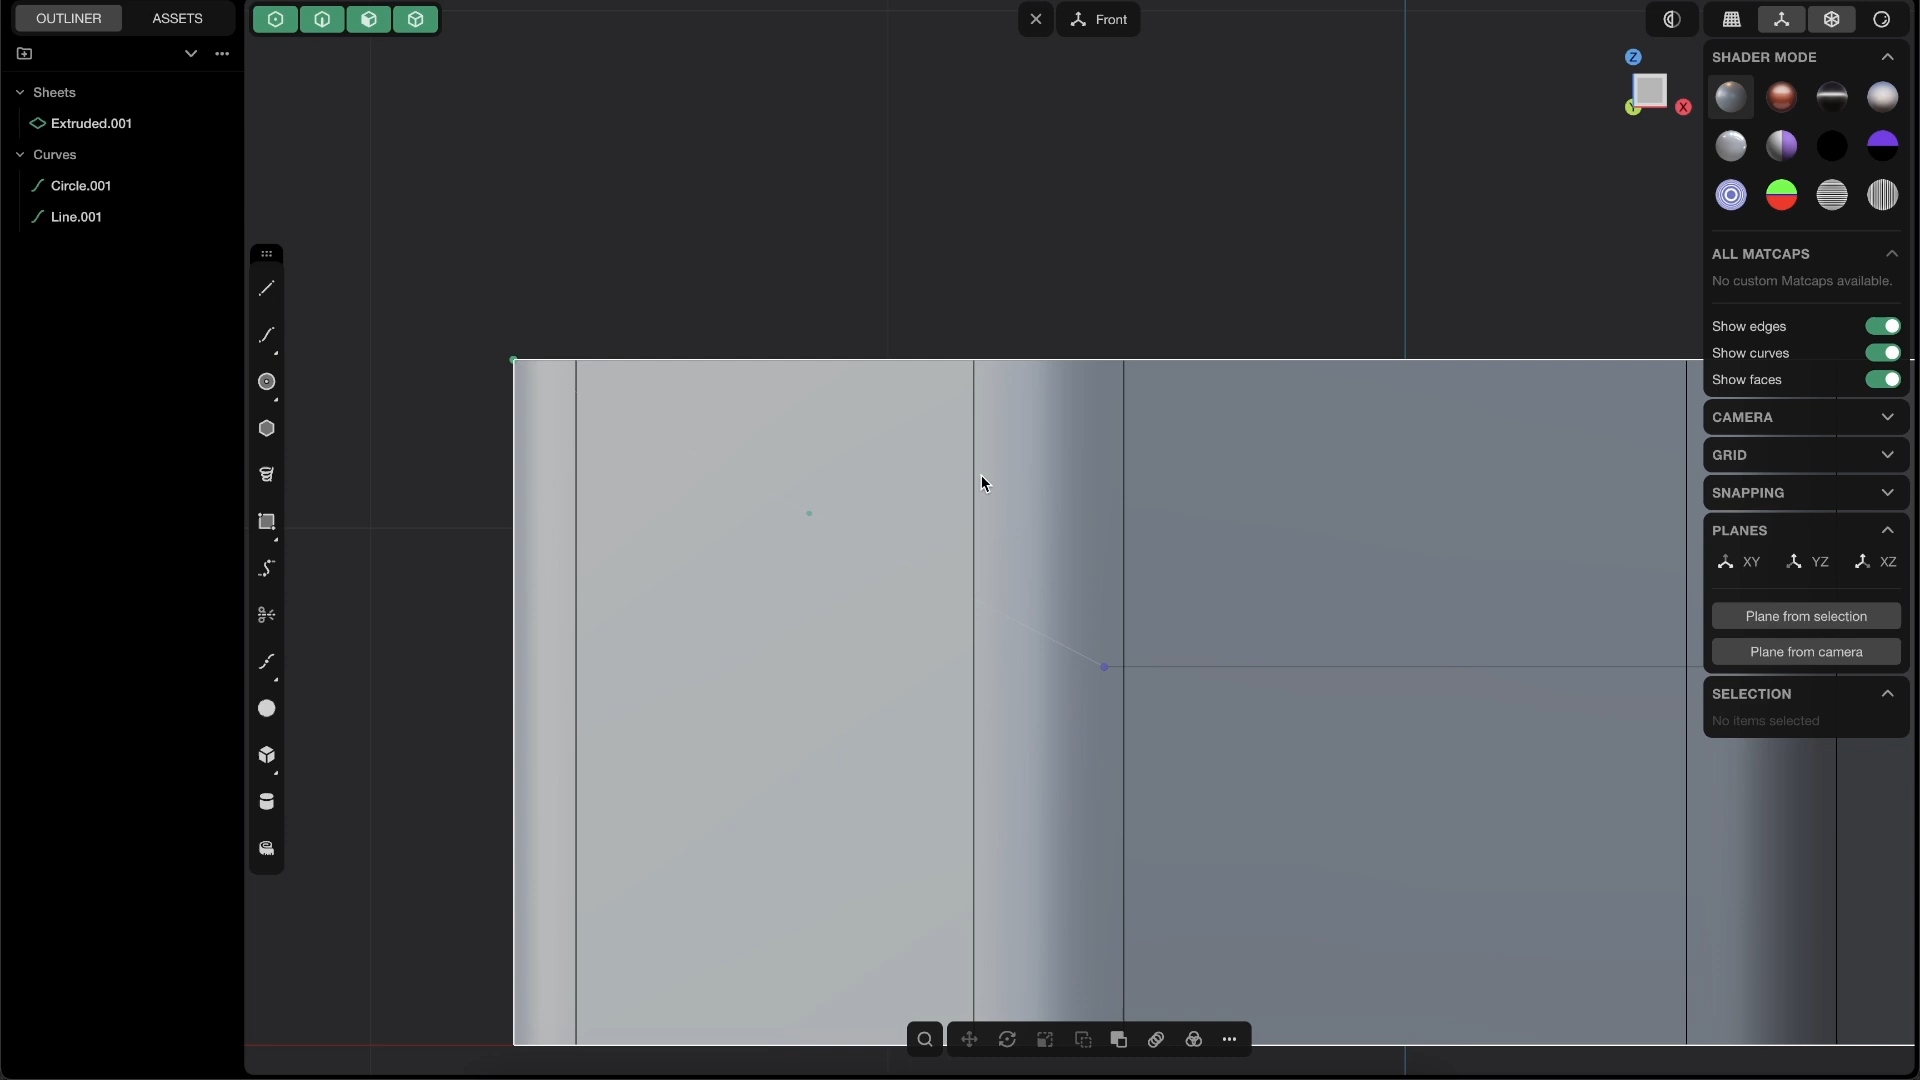 OUTLINER ASSETS
Front
Z
Y X
Sheets
Extruded.001
Curves
Circle.001
Line.001
SHADER MODE
ALL MATCAPS
No custom Matcaps available.
Show edges
Show curves
Show faces
CAMERA
GRID
SNAPPING
PLANES
XY YZ XZ
Plane from selection
Plane from camera
SELECTION
No items selected